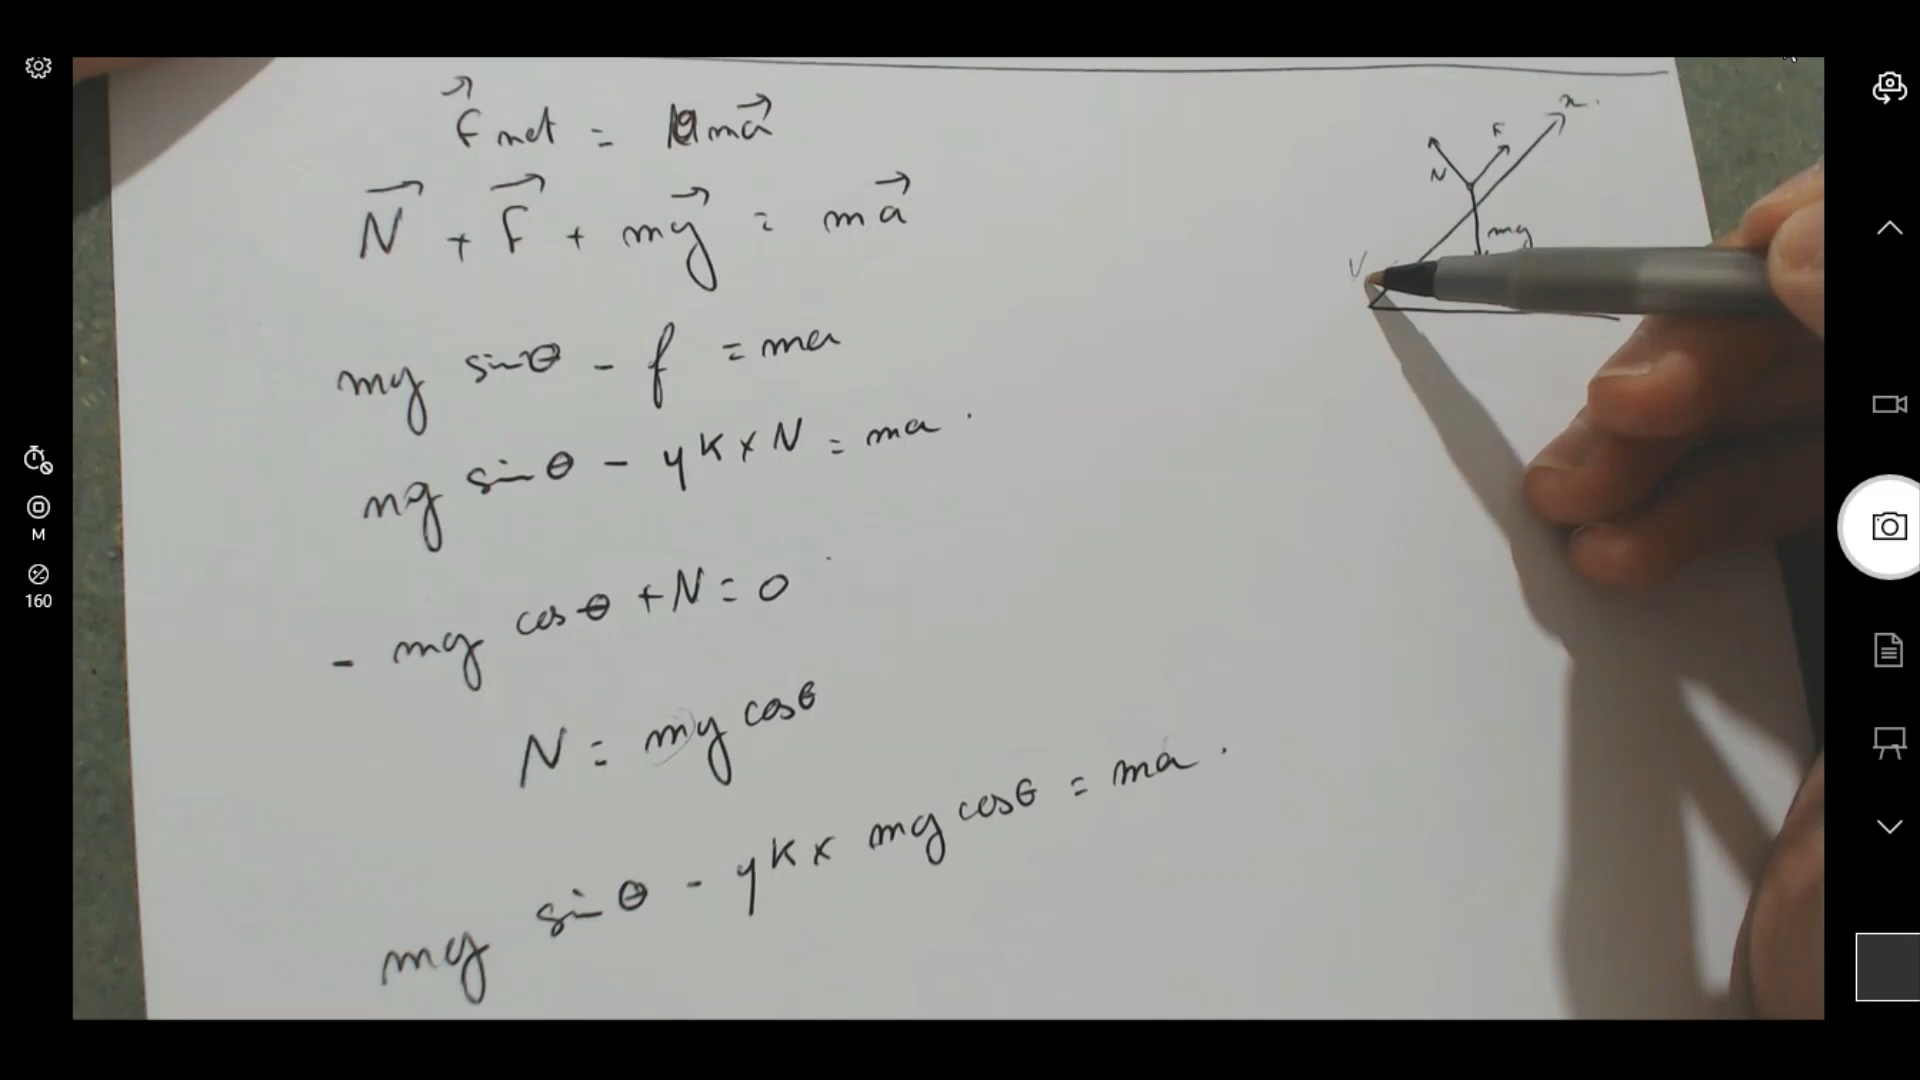 F net = ma
N + F + mg = ma
mg sinθ - f = ma
mg sinθ - μK x N = ma.
- mg cosθ + N = 0
N = mg cosθ
mg sinθ - μK x mg cosθ = ma.
x.
F
N
mg
M
160